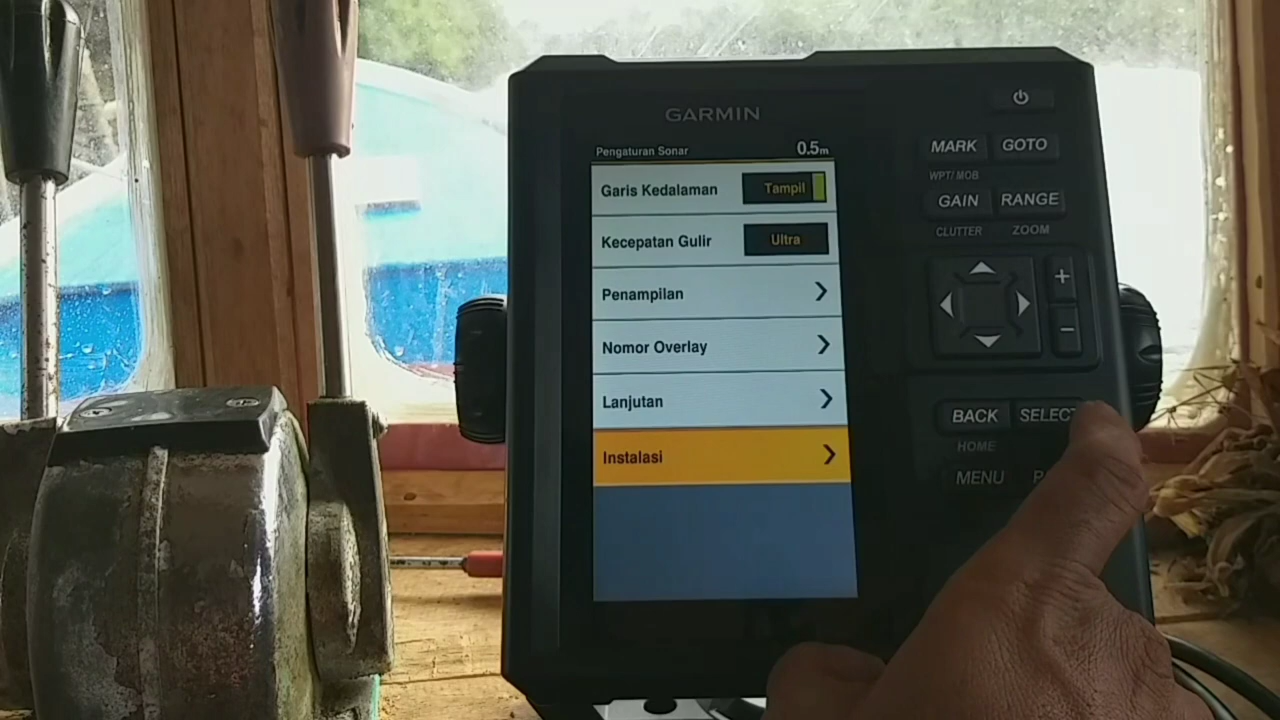 GARMIN
Pengaturan Sonar 0.5m
Garis Kedalaman Tampil
Kecepatan Gulir Ultra
Penampilan
Nomor Overlay
Lanjutan
Instalasi
MARK GOTO
WPT/MOB
GAIN RANGE
CLUTTER ZOOM
+
−
BACK SELECT
HOME
MENU